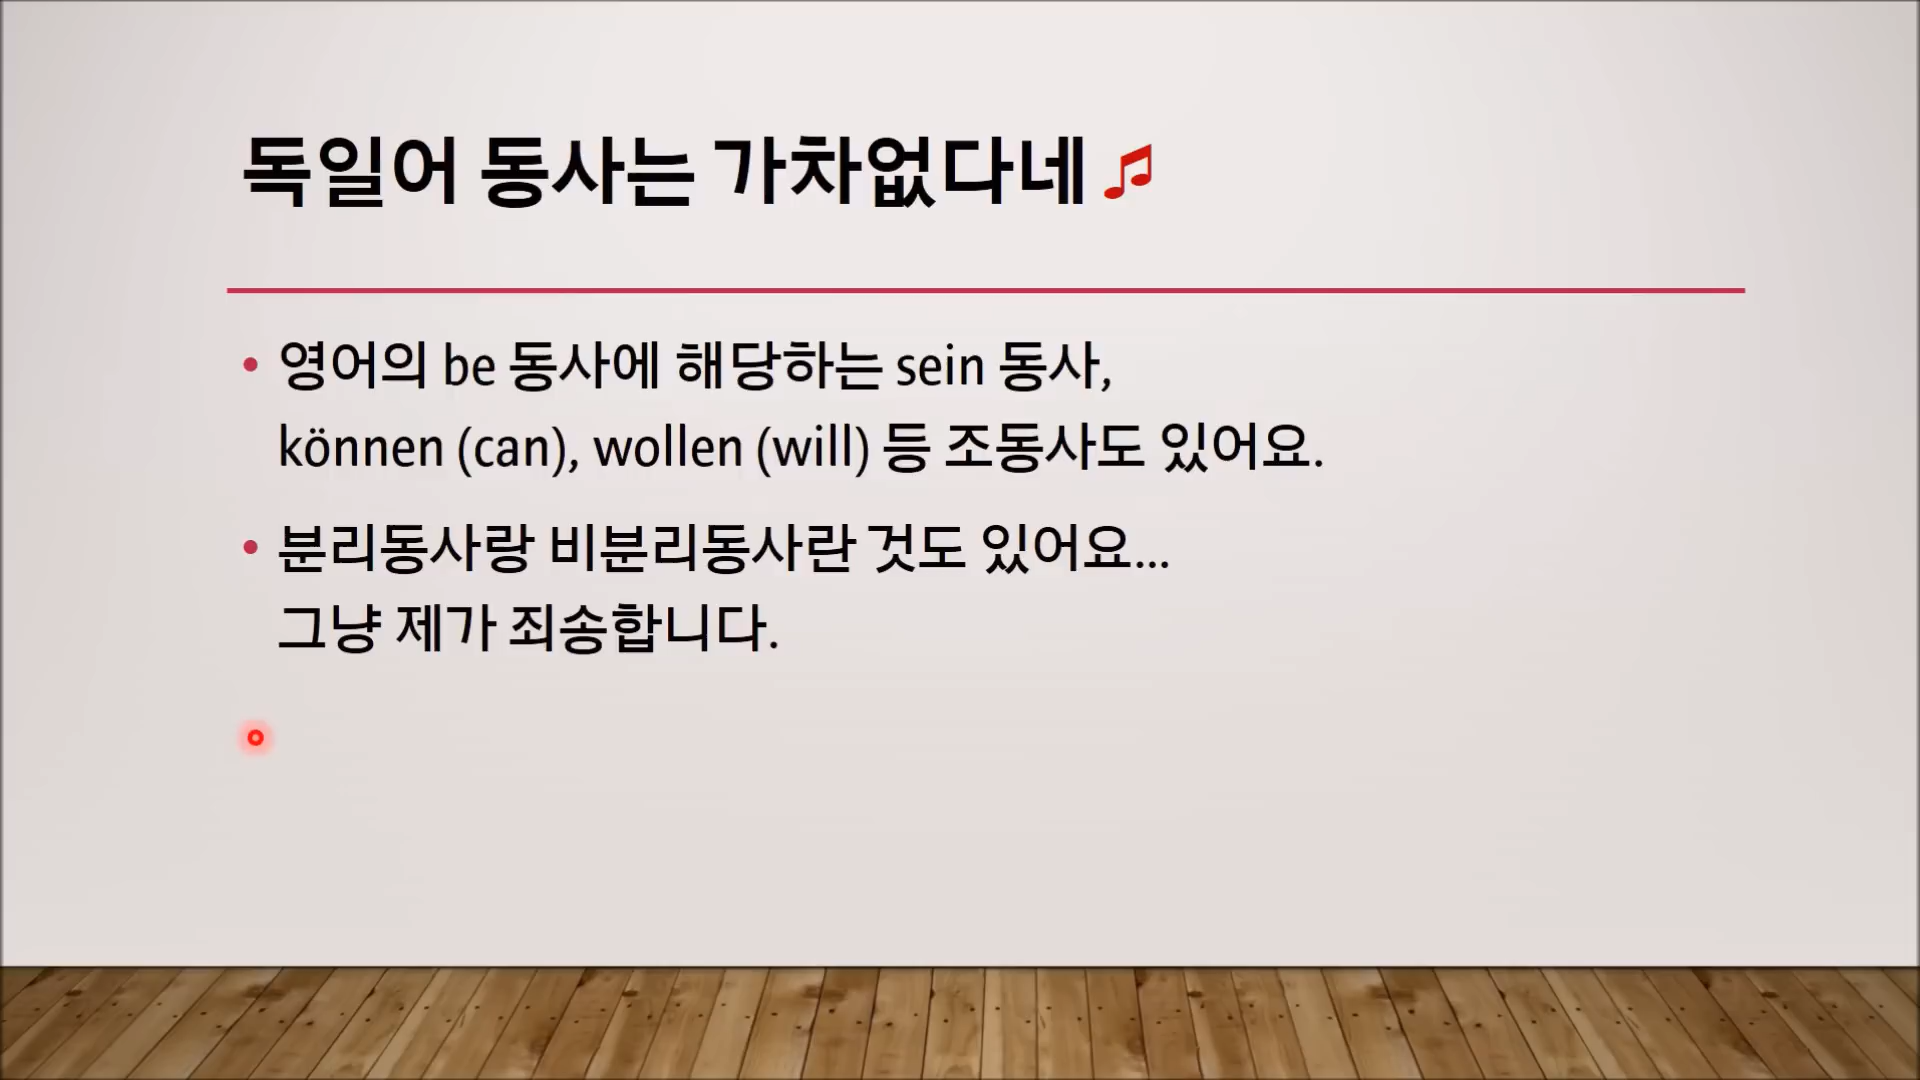 독일어 동사는 가차없다네♫
• 영어의 be 동사에 해당하는 sein 동사,
können (can), wollen (will) 등 조동사도 있어요.
• 분리동사랑 비분리동사란 것도 있어요...
그냥 제가 죄송합니다.